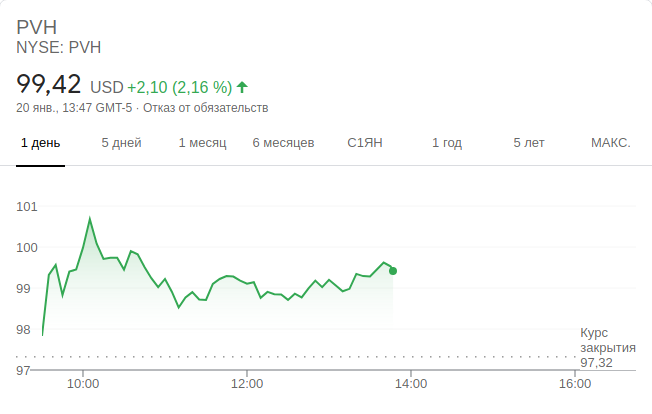 PVH
NYSE: PVH
99,42 USD +2,10 (2,16 %)
20 янв., 13:47 GMT-5 · Отказ от обязательств
1 день 5 дней 1 месяц 6 месяцев С1ЯН 1 год 5 лет МАКС.
101
100
99
98
Курс
закрытия
97,32
97
10:00 12:00 14:00 16:00